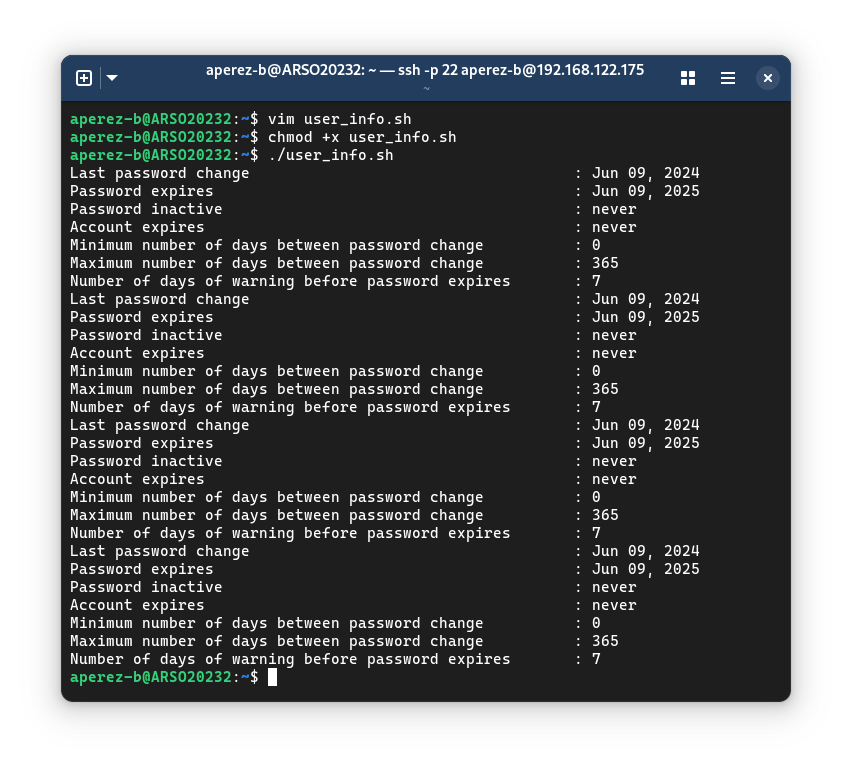 aperez-b@ARSO20232: ~ — ssh -p 22 aperez-b@192.168.122.175
~
aperez-b@ARSO20232:~$ vim user_info.sh
aperez-b@ARSO20232:~$ chmod +x user_info.sh
aperez-b@ARSO20232:~$ ./user_info.sh
Last password change                                    : Jun 09, 2024
Password expires                                        : Jun 09, 2025
Password inactive                                       : never
Account expires                                         : never
Minimum number of days between password change          : 0
Maximum number of days between password change          : 365
Number of days of warning before password expires       : 7
Last password change                                    : Jun 09, 2024
Password expires                                        : Jun 09, 2025
Password inactive                                       : never
Account expires                                         : never
Minimum number of days between password change          : 0
Maximum number of days between password change          : 365
Number of days of warning before password expires       : 7
Last password change                                    : Jun 09, 2024
Password expires                                        : Jun 09, 2025
Password inactive                                       : never
Account expires                                         : never
Minimum number of days between password change          : 0
Maximum number of days between password change          : 365
Number of days of warning before password expires       : 7
Last password change                                    : Jun 09, 2024
Password expires                                        : Jun 09, 2025
Password inactive                                       : never
Account expires                                         : never
Minimum number of days between password change          : 0
Maximum number of days between password change          : 365
Number of days of warning before password expires       : 7
aperez-b@ARSO20232:~$